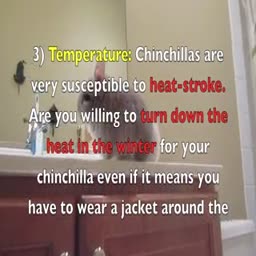 3) Temperature: Chinchillas are
very susceptible to heat-stroke.
Are you willing to turn down the
heat in the winter for your
chinchilla even if it means you
have to wear a jacket around the